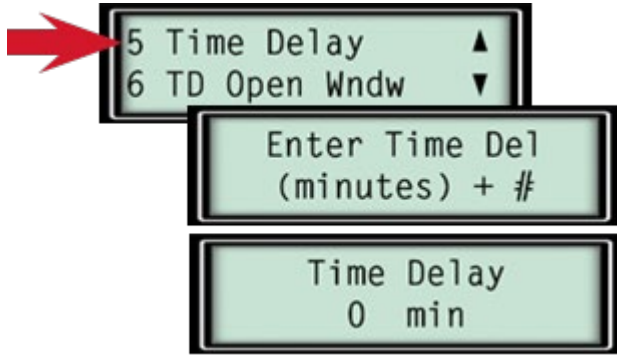 5 Time Delay ▲
6 TD Open Wndw ▼
Enter Time Del
(minutes) + #
Time Delay
0 min